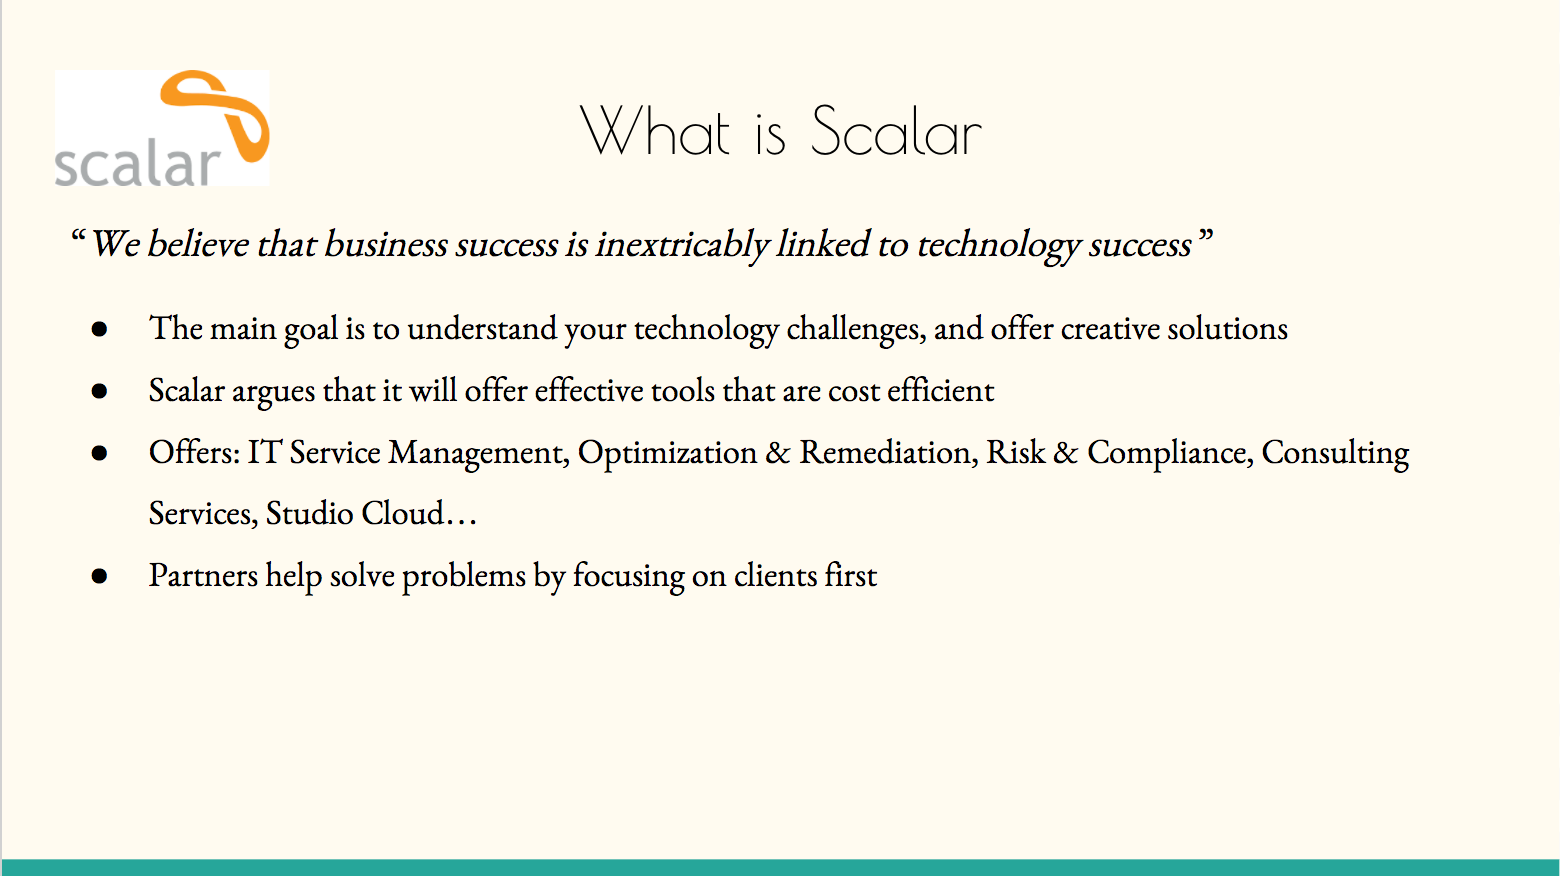 scalar
What is Scalar
“ We believe that business success is inextricably linked to technology success ”
● The main goal is to understand your technology challenges, and offer creative solutions
● Scalar argues that it will offer effective tools that are cost efficient
● Offers: IT Service Management, Optimization & Remediation, Risk & Compliance, Consulting
Services, Studio Cloud…
● Partners help solve problems by focusing on clients first